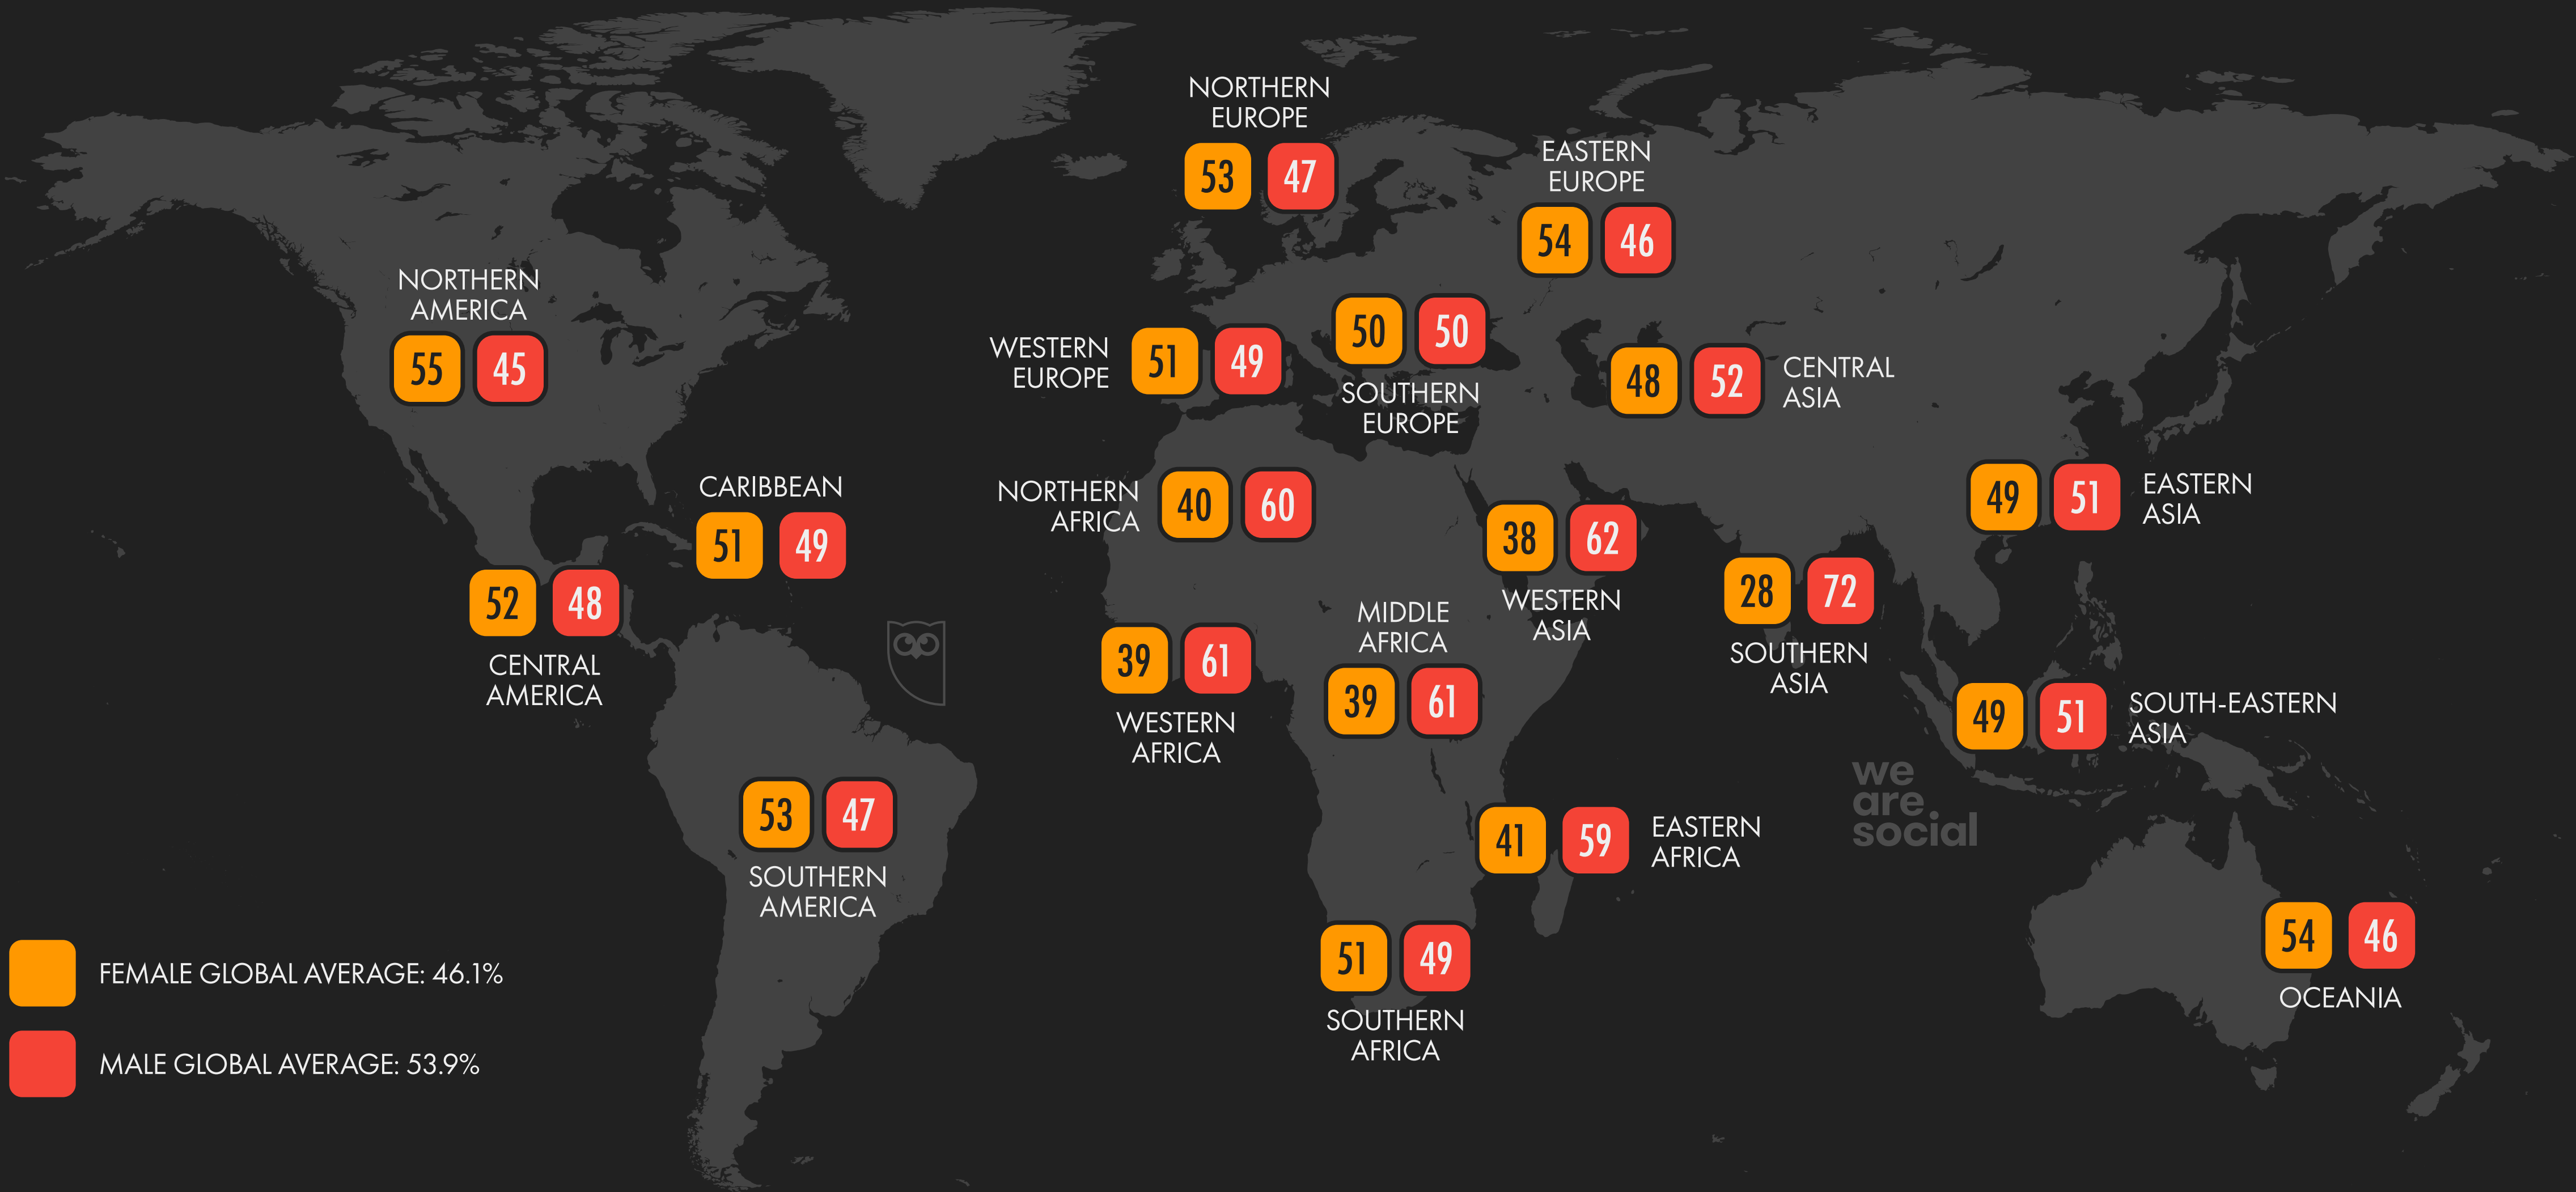 NORTHERN
EUROPE
53 47
EASTERN
EUROPE
54 46
NORTHERN
AMERICA
55 45
WESTERN
EUROPE
51 49
50 50
SOUTHERN
EUROPE
48 52
CENTRAL
ASIA
CARIBBEAN
51 49
NORTHERN
AFRICA
40 60
38 62
WESTERN
ASIA
49 51
EASTERN
ASIA
28 72
SOUTHERN
ASIA
52 48
CENTRAL
AMERICA
39 61
WESTERN
AFRICA
MIDDLE
AFRICA
39 61
49 51
SOUTH-EASTERN
ASIA
we
are
social
53 47
SOUTHERN
AMERICA
41 59
EASTERN
AFRICA
51 49
SOUTHERN
AFRICA
54 46
OCEANIA
FEMALE GLOBAL AVERAGE: 46.1%
MALE GLOBAL AVERAGE: 53.9%